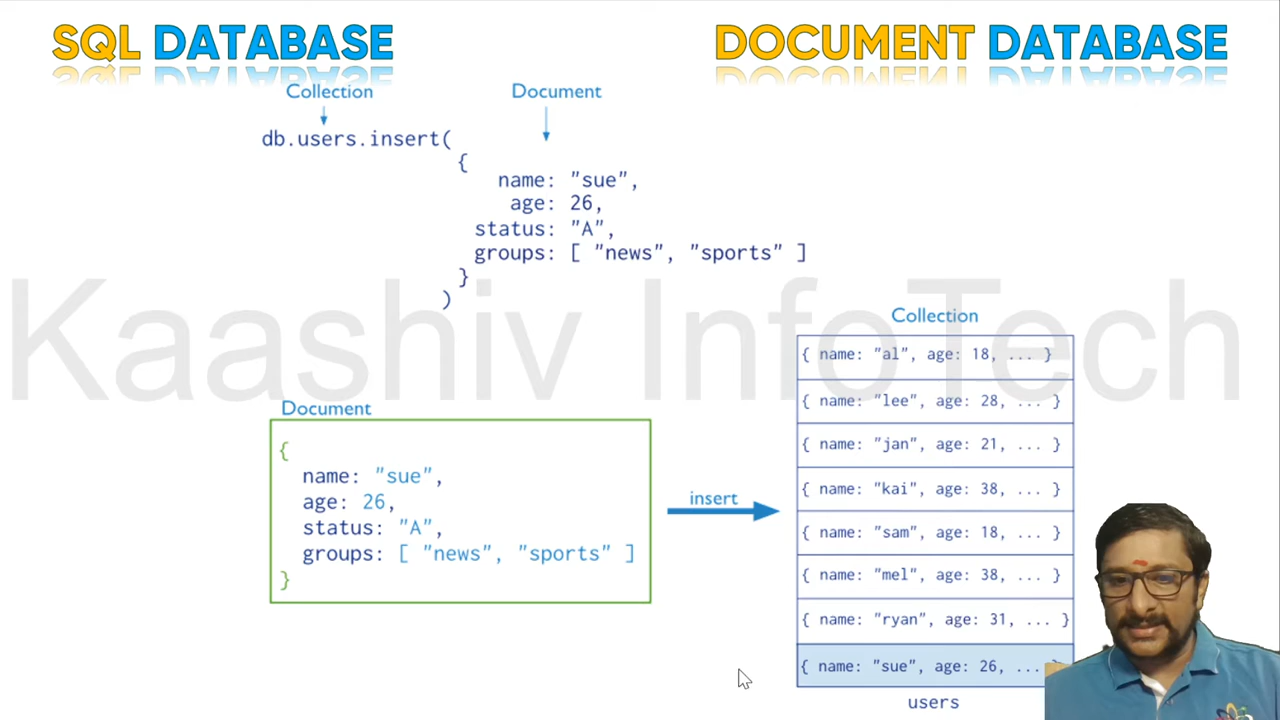 SQL DATABASE
DOCUMENT DATABASE
Collection
Document
db.users.insert(
{
name: "sue",
age: 26,
status: "A",
groups: [ "news", "sports" ]
}
)
Kaashiv InfoTech
Collection
{ name: "al", age: 18, ... }
{ name: "lee", age: 28, ... }
{ name: "jan", age: 21, ... }
{ name: "kai", age: 38, ... }
{ name: "sam", age: 18, ... }
{ name: "mel", age: 38, ... }
{ name: "ryan", age: 31, ... }
{ name: "sue", age: 26, ... }
users
Document
{
name: "sue",
age: 26,
status: "A",
groups: [ "news", "sports" ]
}
insert